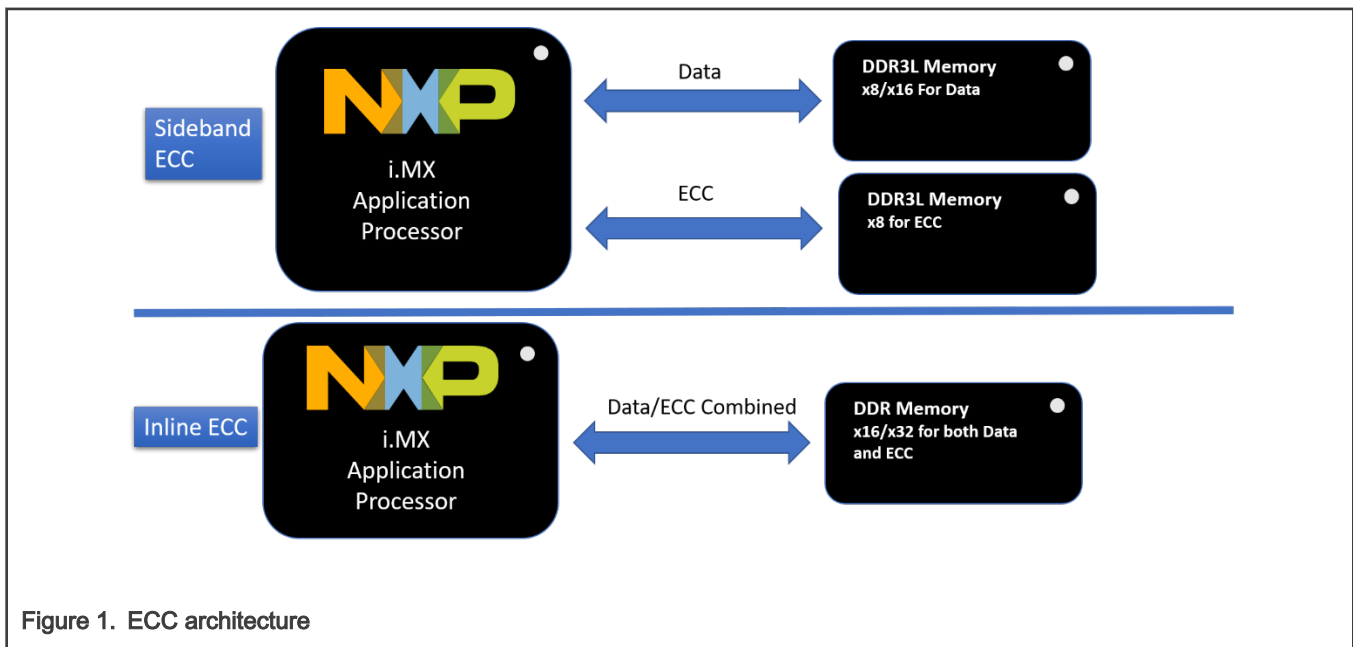 Sideband
ECC
NXP
i.MX
Application
Processor
Data
DDR3L Memory
x8/x16 For Data
ECC
DDR3L Memory
x8 for ECC
Inline ECC
NXP
i.MX
Application
Processor
Data/ECC Combined
DDR Memory
x16/x32 for both Data
and ECC
Figure 1. ECC architecture